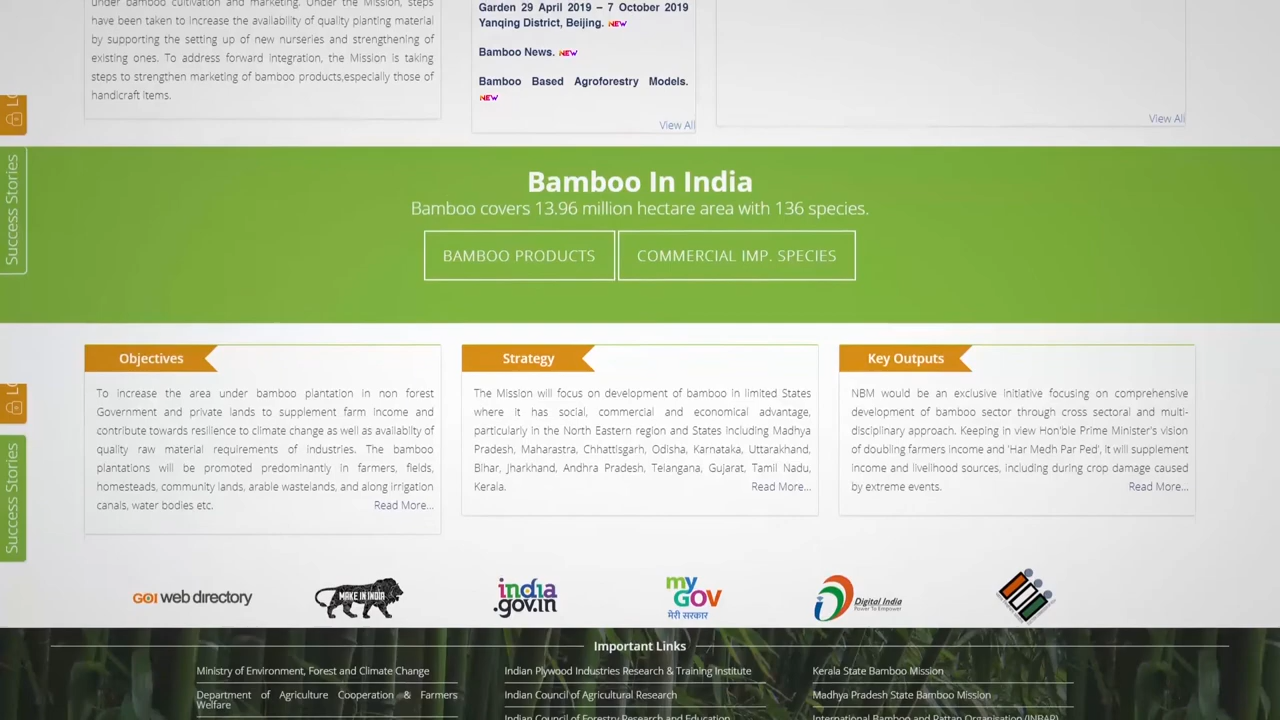 under bamboo cultivation and marketing. Under the Mission, steps
have been taken to increase the availability of quality planting material
by supporting the setting up of new nurseries and strengthening of
existing ones. To address forward integration, the Mission is taking
steps to strengthen marketing of bamboo products,especially those of
handicraft items.
Garden 29 April 2019 – 7 October 2019
Yanqing District, Beijing. NEW
Bamboo News. NEW
Bamboo Based Agroforestry Models.
NEW
View All
View All
Success Stories
Bamboo In India
Bamboo covers 13.96 million hectare area with 136 species.
BAMBOO PRODUCTS
COMMERCIAL IMP. SPECIES
Objectives
To increase the area under bamboo plantation in non forest
Government and private lands to supplement farm income and
contribute towards resilience to climate change as well as availability of
quality raw material requirements of industries. The bamboo
plantations will be promoted predominantly in farmers, fields,
homesteads, community lands, arable wastelands, and along irrigation
canals, water bodies etc. Read More...
Strategy
The Mission will focus on development of bamboo in limited States
where it has social, commercial and economical advantage,
particularly in the North Eastern region and States including Madhya
Pradesh, Maharastra, Chhattisgarh, Odisha, Karnataka, Uttarakhand,
Bihar, Jharkhand, Andhra Pradesh, Telangana, Gujarat, Tamil Nadu,
Kerala. Read More...
Key Outputs
NBM would be an exclusive initiative focusing on comprehensive
development of bamboo sector through cross sectoral and multi-
disciplinary approach. Keeping in view Hon'ble Prime Minister's vision
of doubling farmers income and 'Har Medh Par Ped', it will supplement
income and livelihood sources, including during crop damage caused
by extreme events. Read More...
Success Stories
GOI web directory
MAKE IN INDIA
india
.gov.in
my
GOV
मेरी सरकार
Digital India
Power To Empower
Important Links
Ministry of Environment, Forest and Climate Change
Department of Agriculture Cooperation & Farmers
Welfare
Indian Plywood Industries Research & Training Institute
Indian Council of Agricultural Research
Indian Council of Forestry Research and Education
Kerala State Bamboo Mission
Madhya Pradesh State Bamboo Mission
International Bamboo and Rattan Organisation (INBAR)